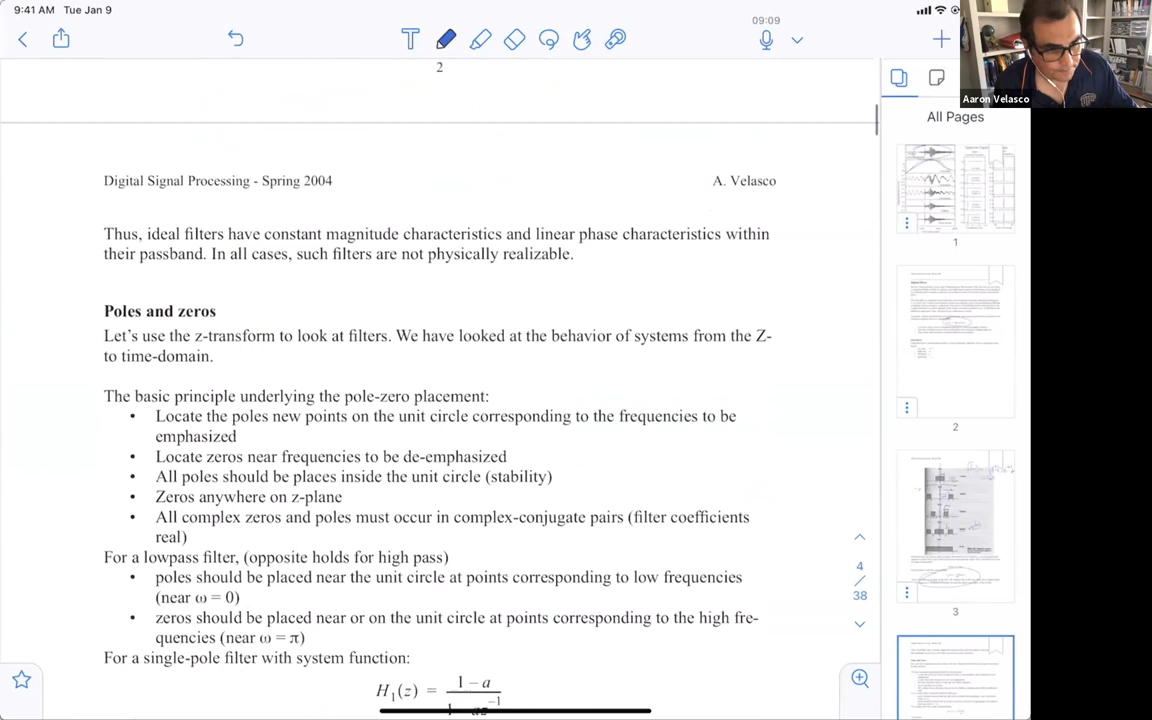 9:41 AM Tue Jan 9
09:09
Aaron Velasco
2
All Pages
Digital Signal Processing - Spring 2004 A. Velasco
Thus, ideal filters have constant magnitude characteristics and linear phase characteristics within
their passband. In all cases, such filters are not physically realizable.
Poles and zeros
Let's use the z-transform to look at filters. We have looked at the behavior of systems from the Z-
to time-domain.
The basic principle underlying the pole-zero placement:
• Locate the poles new points on the unit circle corresponding to the frequencies to be
emphasized
• Locate zeros near frequencies to be de-emphasized
• All poles should be places inside the unit circle (stability)
• Zeros anywhere on z-plane
• All complex zeros and poles must occur in complex-conjugate pairs (filter coefficients
real)
For a lowpass filter, (opposite holds for high pass)
• poles should be placed near the unit circle at points corresponding to low frequencies
(near ω = 0)
• zeros should be placed near or on the unit circle at points corresponding to the high fre-
quencies (near ω = π)
For a single-pole filter with system function:
H₁(z) = 1 − a
1
2
3
4
/
38